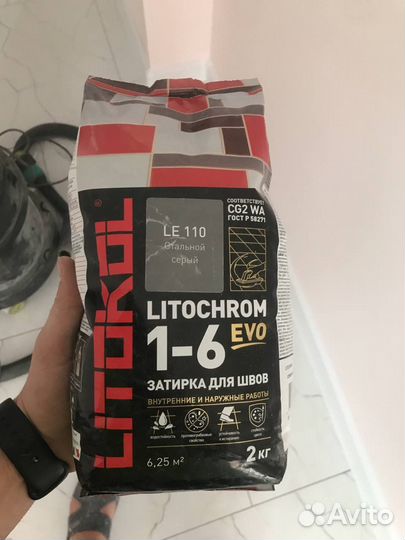 LITOKOL
СООТВЕТСТВУЕТ
CG2 WA
ГОСТ Р 58271
LE 110
Стальной
серый
LITOCHROM
1-6 EVO
ЗАТИРКА ДЛЯ ШВОВ
ВНУТРЕННИЕ И НАРУЖНЫЕ РАБОТЫ
6,25 м²
2 кг
Avito